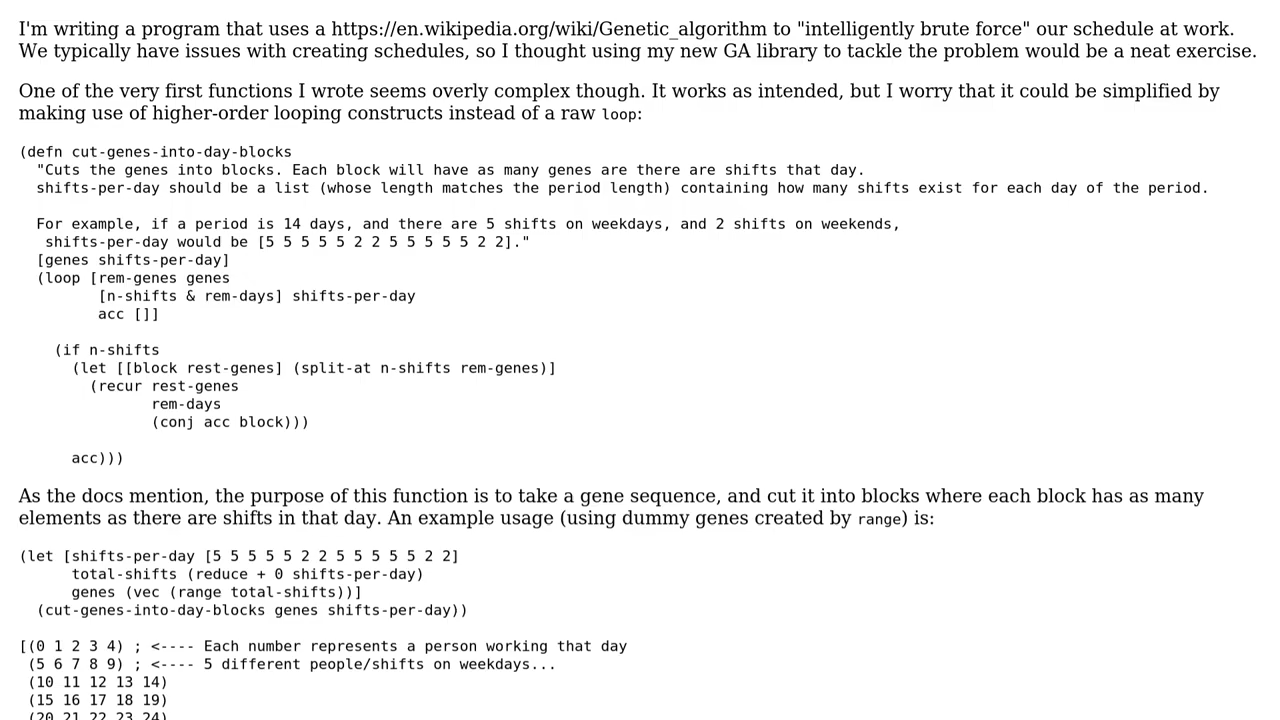 I'm writing a program that uses a https://en.wikipedia.org/wiki/Genetic_algorithm to "intelligently brute force" our schedule at work.
We typically have issues with creating schedules, so I thought using my new GA library to tackle the problem would be a neat exercise.
One of the very first functions I wrote seems overly complex though. It works as intended, but I worry that it could be simplified by
making use of higher-order looping constructs instead of a raw loop:
(defn cut-genes-into-day-blocks
  "Cuts the genes into blocks. Each block will have as many genes are there are shifts that day.
  shifts-per-day should be a list (whose length matches the period length) containing how many shifts exist for each day of the period.
  For example, if a period is 14 days, and there are 5 shifts on weekdays, and 2 shifts on weekends,
   shifts-per-day would be [5 5 5 5 5 2 2 5 5 5 5 5 2 2]."
  [genes shifts-per-day]
  (loop [rem-genes genes
         [n-shifts & rem-days] shifts-per-day
         acc []]
    (if n-shifts
      (let [[block rest-genes] (split-at n-shifts rem-genes)]
        (recur rest-genes
               rem-days
               (conj acc block)))
      acc)))
As the docs mention, the purpose of this function is to take a gene sequence, and cut it into blocks where each block has as many
elements as there are shifts in that day. An example usage (using dummy genes created by range) is:
(let [shifts-per-day [5 5 5 5 5 2 2 5 5 5 5 5 2 2]
      total-shifts (reduce + 0 shifts-per-day)
      genes (vec (range total-shifts))]
  (cut-genes-into-day-blocks genes shifts-per-day))
[(0 1 2 3 4) ; <---- Each number represents a person working that day
 (5 6 7 8 9) ; <---- 5 different people/shifts on weekdays...
 (10 11 12 13 14)
 (15 16 17 18 19)
 (20 21 22 23 24)